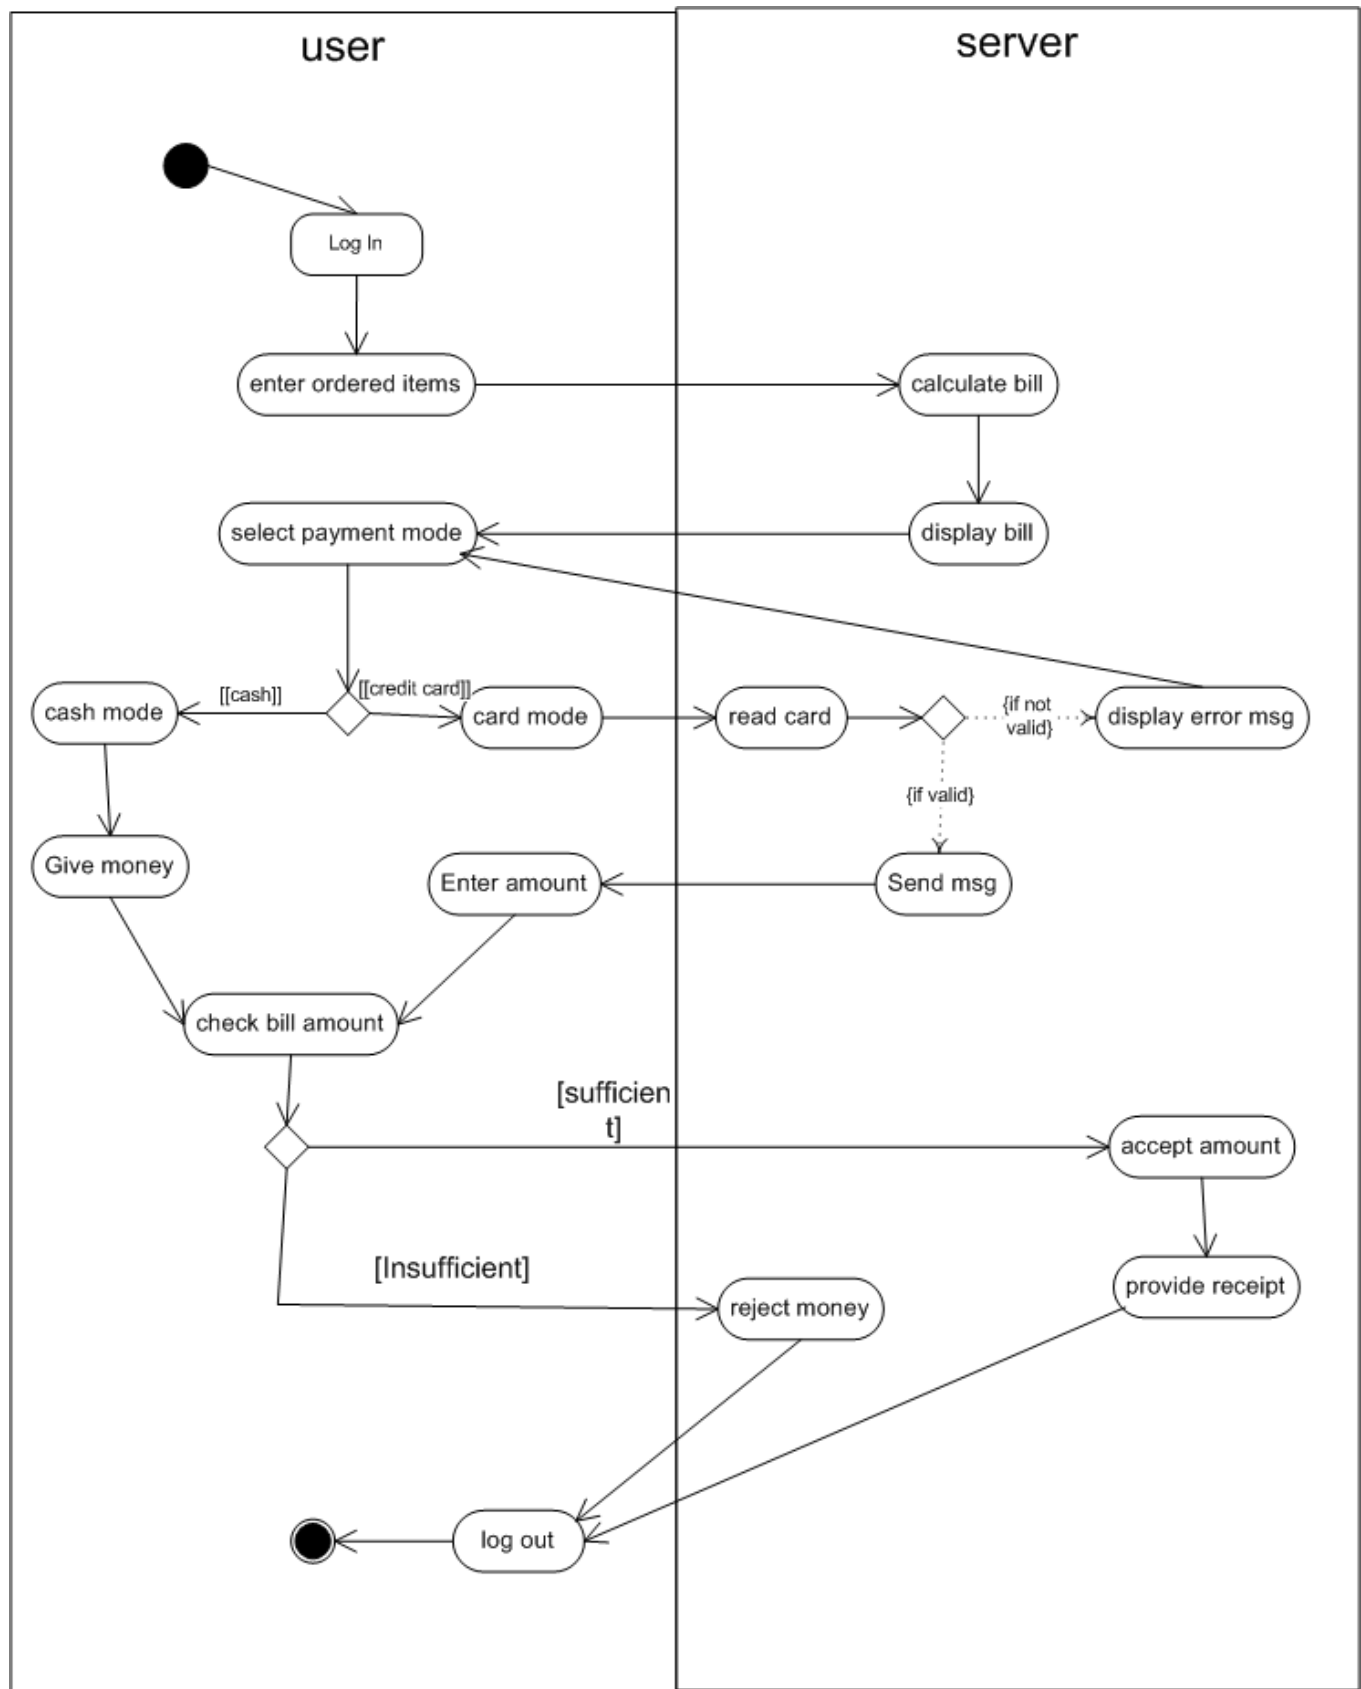 user
server
Log In
enter ordered items
calculate bill
select payment mode
display bill
cash mode
[[cash]]
[[credit card]]
card mode
read card
{if not
valid}
display error msg
{if valid}
Give money
Enter amount
Send msg
check bill amount
[sufficien
t]
accept amount
[Insufficient]
reject money
provide receipt
log out